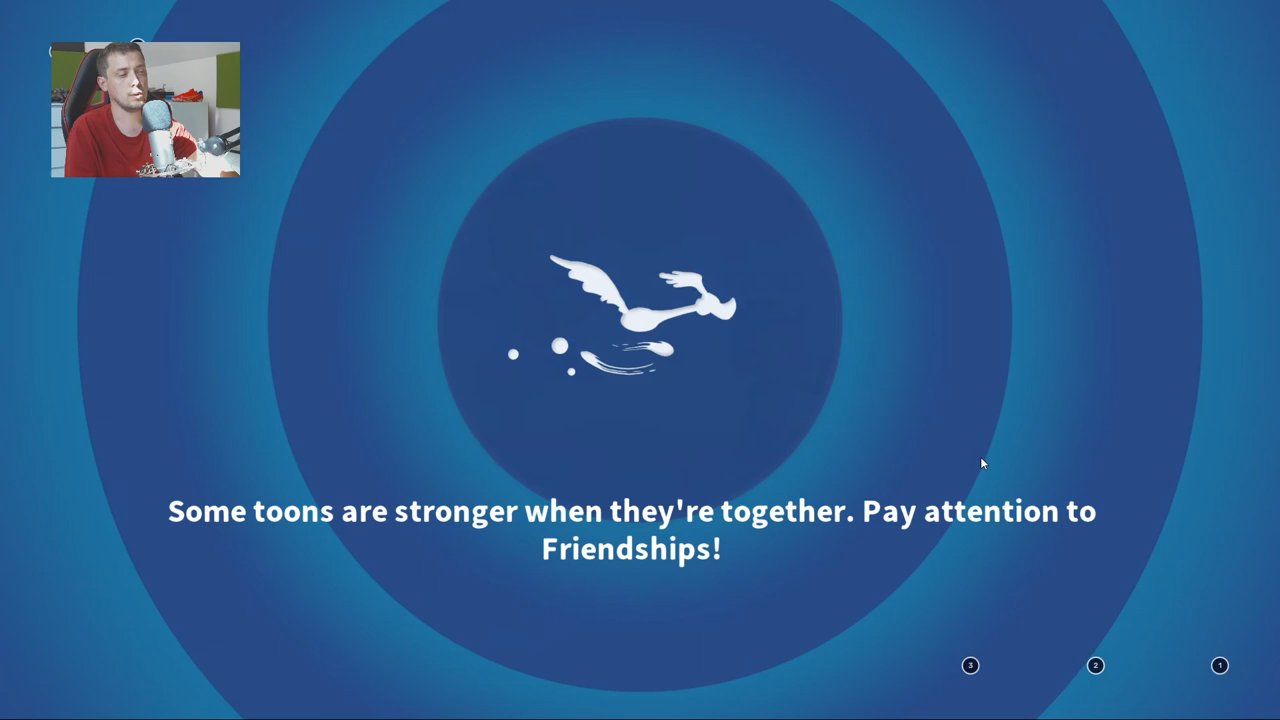 Some toons are stronger when they're together. Pay attention to
Friendships!
3 2 1